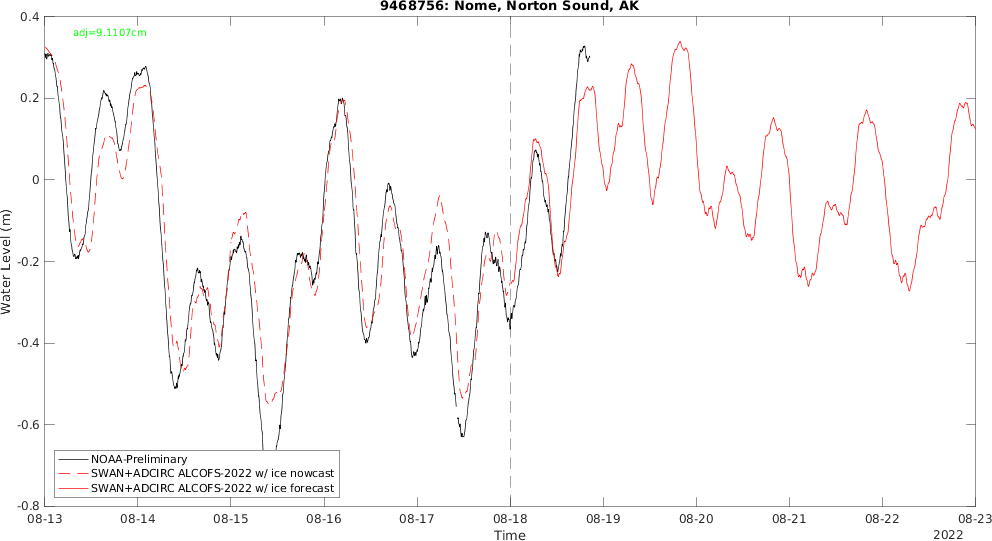 9468756: Nome, Norton Sound, AK
adj=9.1107cm
0.4
0.2
0
-0.2
-0.4
-0.6
-0.8
Water Level (m)
NOAA-Preliminary
SWAN+ADCIRC ALCOFS-2022 w/ ice nowcast
SWAN+ADCIRC ALCOFS-2022 w/ ice forecast
08-13 08-14 08-15 08-16 08-17 08-18 08-19 08-20 08-21 08-22 08-23
Time
2022